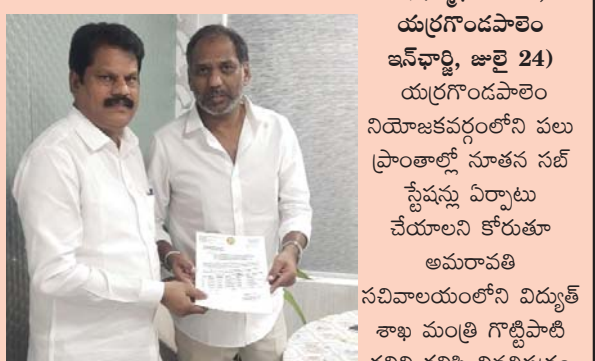 యర్రగొండపాలెం
ఇన్‌ఛార్జి, జులై 24)
యర్రగొండపాలెం
నియోజకవర్గంలోని పలు
ప్రాంతాల్లో నూతన సబ్
స్టేషన్లు ఏర్పాటు
చేయాలని కోరుతూ
అమరావతి
సచివాలయంలోని విద్యుత్
శాఖ మంత్రి గొట్టిపాటి